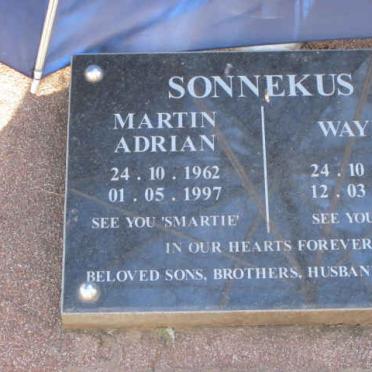 SONNEKUS
MARTIN
ADRIAN
24 . 10 . 1962
01 . 05 . 1997
SEE YOU 'SMARTIE'
WAY
24 . 10
12 . 03
SEE YOU
IN OUR HEARTS FOREVER
BELOVED SONS, BROTHERS, HUSBAN